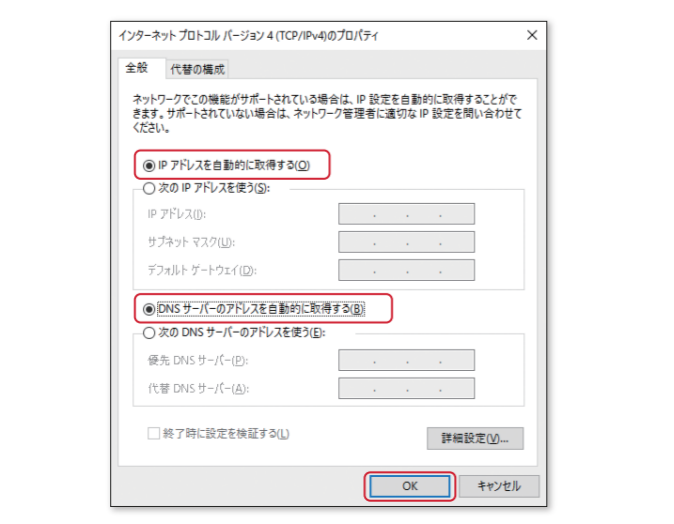 インターネット プロトコル バージョン 4 (TCP/IPv4)のプロパティ
全般
代替の構成
ネットワークでこの機能がサポートされている場合は、IP 設定を自動的に取得することがで
きます。サポートされていない場合は、ネットワーク管理者に適切な IP 設定を問い合わせて
ください。
IP アドレスを自動的に取得する(O)
次の IP アドレスを使う(S):
IP アドレス(I):
サブネット マスク(U):
デフォルト ゲートウェイ(D):
DNS サーバーのアドレスを自動的に取得する(B)
次の DNS サーバーのアドレスを使う(E):
優先 DNS サーバー(P):
代替 DNS サーバー(A):
終了時に設定を検証する(L)
詳細設定(V)...
OK
キャンセル